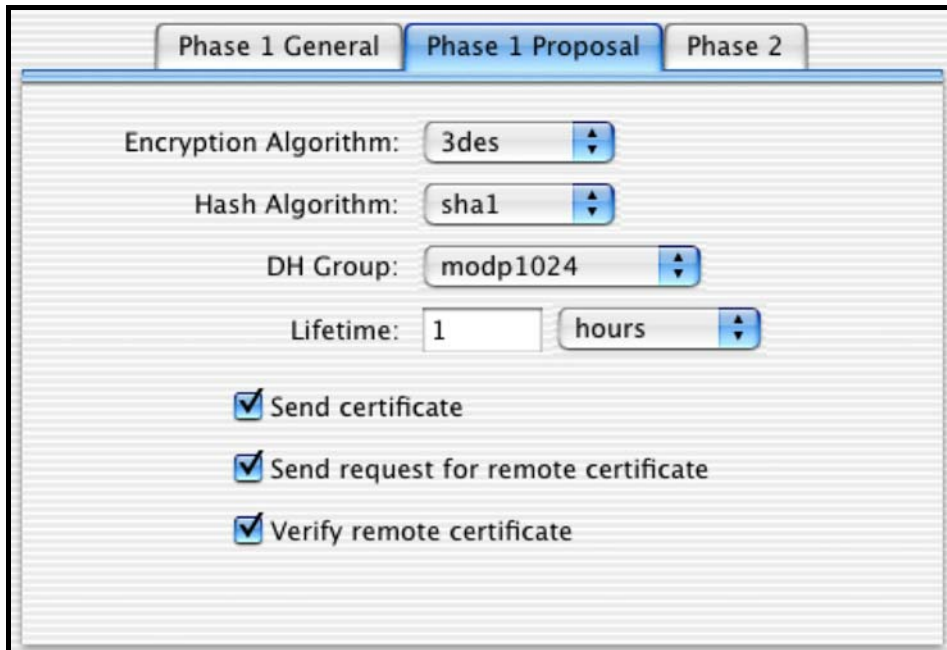 Phase 1 General Phase 1 Proposal Phase 2
Encryption Algorithm: 3des
Hash Algorithm: sha1
DH Group: modp1024
Lifetime: 1 hours
Send certificate
Send request for remote certificate
Verify remote certificate